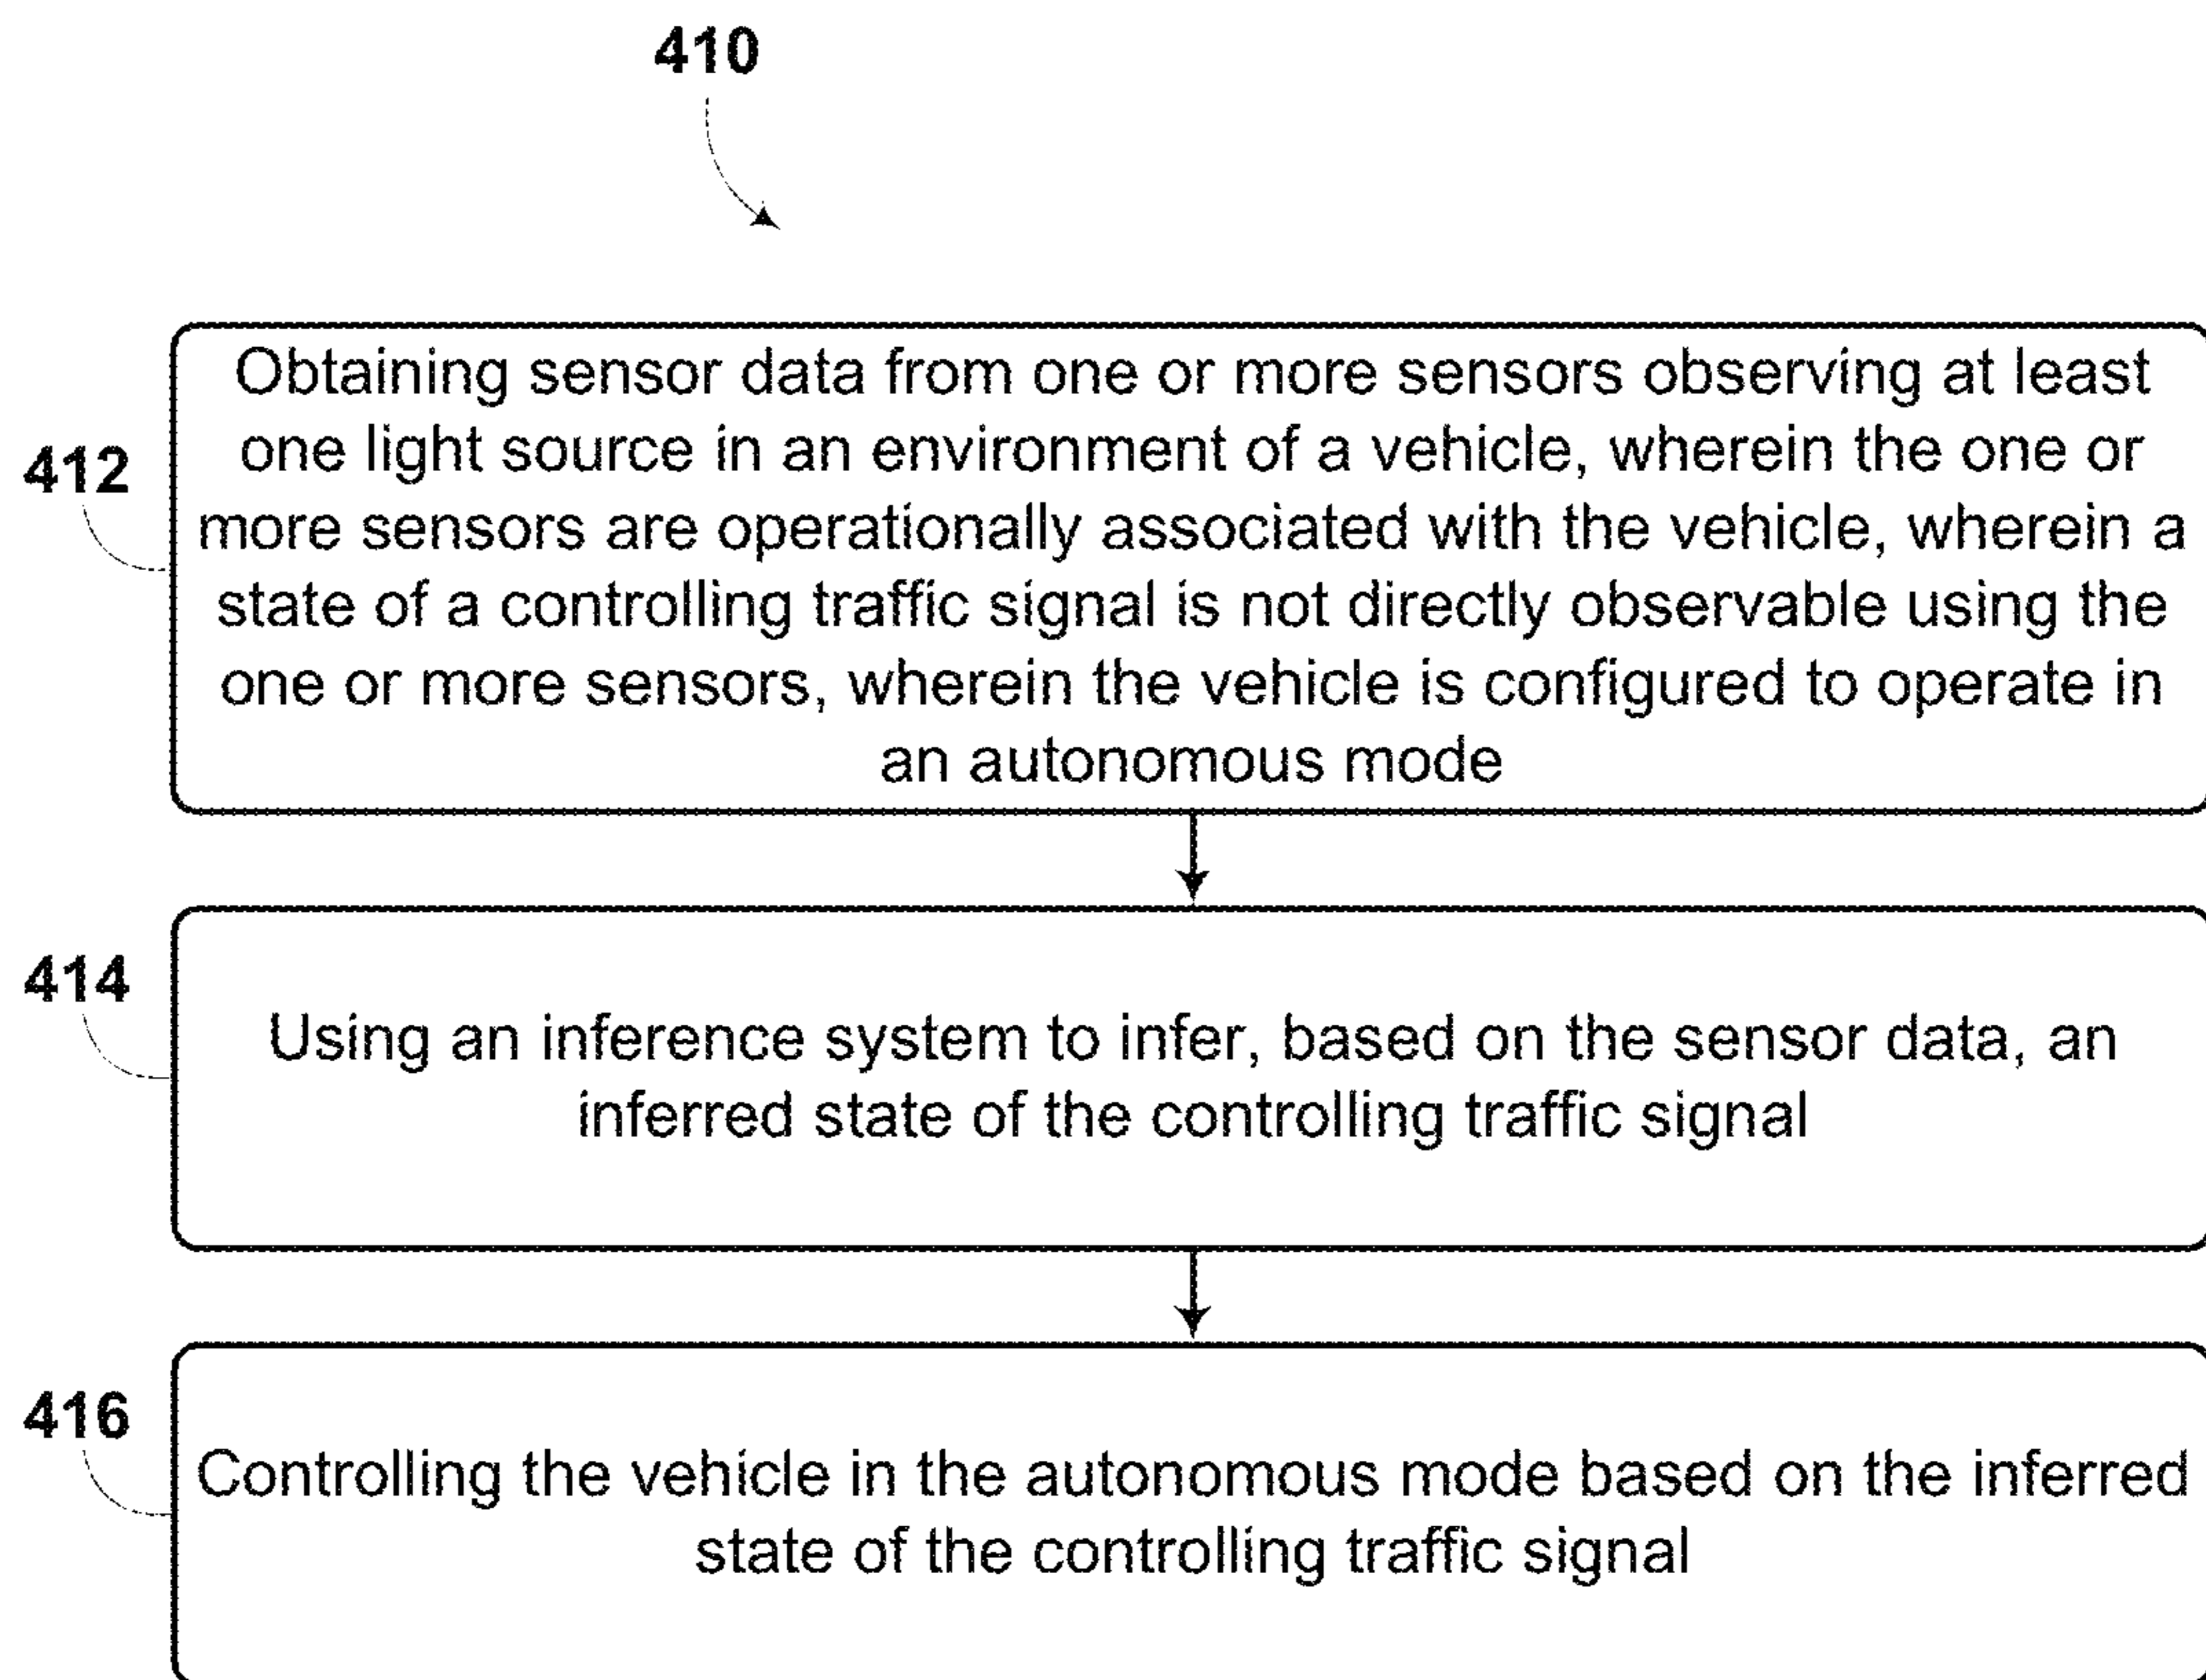 410
412
Obtaining sensor data from one or more sensors observing at least
one light source in an environment of a vehicle, wherein the one or
more sensors are operationally associated with the vehicle, wherein a
state of a controlling traffic signal is not directly observable using the
one or more sensors, wherein the vehicle is configured to operate in
an autonomous mode
414
Using an inference system to infer, based on the sensor data, an
inferred state of the controlling traffic signal
416
Controlling the vehicle in the autonomous mode based on the inferred
state of the controlling traffic signal